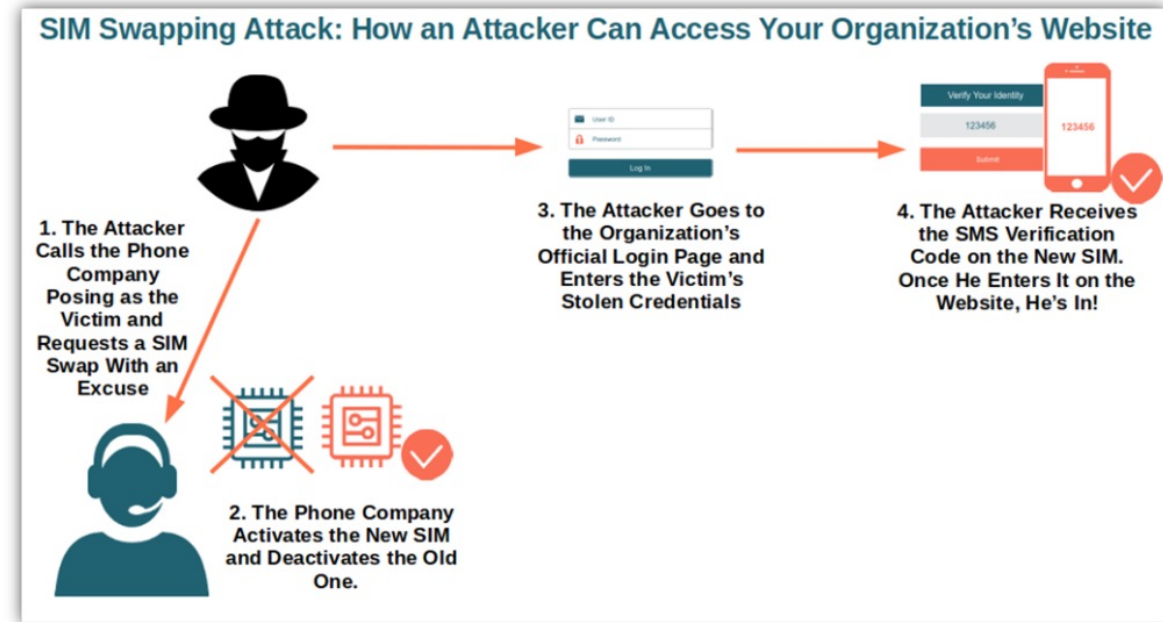 SIM Swapping Attack: How an Attacker Can Access Your Organization's Website
1. The Attacker
Calls the Phone
Company
Posing as the
Victim and
Requests a SIM
Swap With an
Excuse
2. The Phone Company
Activates the New SIM
and Deactivates the Old
One.
User ID
Password
Log In
3. The Attacker Goes to
the Organization's
Official Login Page and
Enters the Victim's
Stolen Credentials
Verify Your Identity
123456
Submit
123456
4. The Attacker Receives
the SMS Verification
Code on the New SIM.
Once He Enters It on the
Website, He's In!